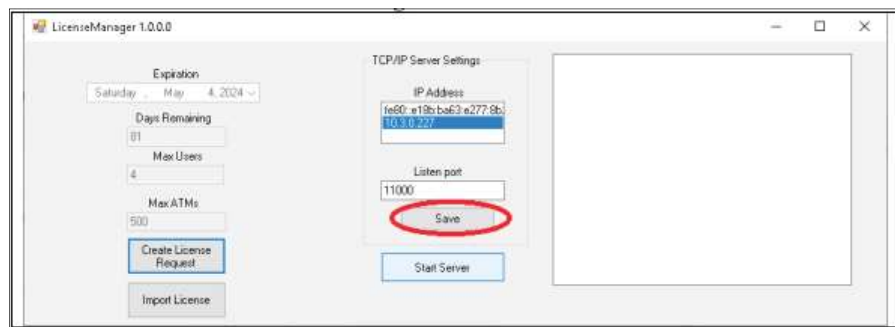 LicenseManager 1.0.0.0
Expiration
Saturday , May 4, 2024
Days Remaining
81
Max Users
4
Max ATMs
500
Create License
Request
Import License
TCP/IP Server Settings
IP Address
fe80::e18b:ba63:e277:8b
10.3.0.227
Listen port
11000
Save
Start Server